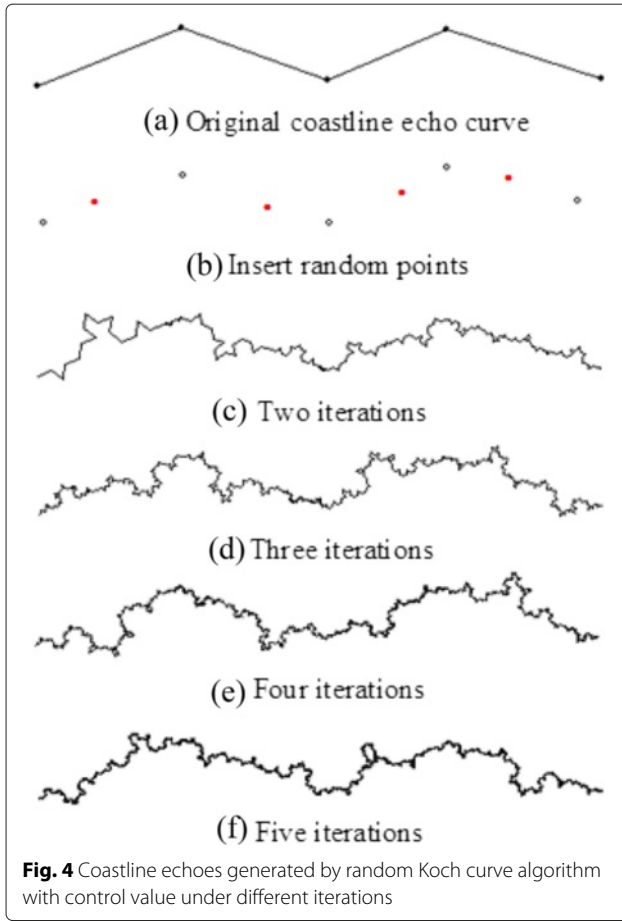 (a) Original coastline echo curve
(b) Insert random points
(c) Two iterations
(d) Three iterations
(e) Four iterations
(f) Five iterations
Fig. 4 Coastline echoes generated by random Koch curve algorithm
with control value under different iterations